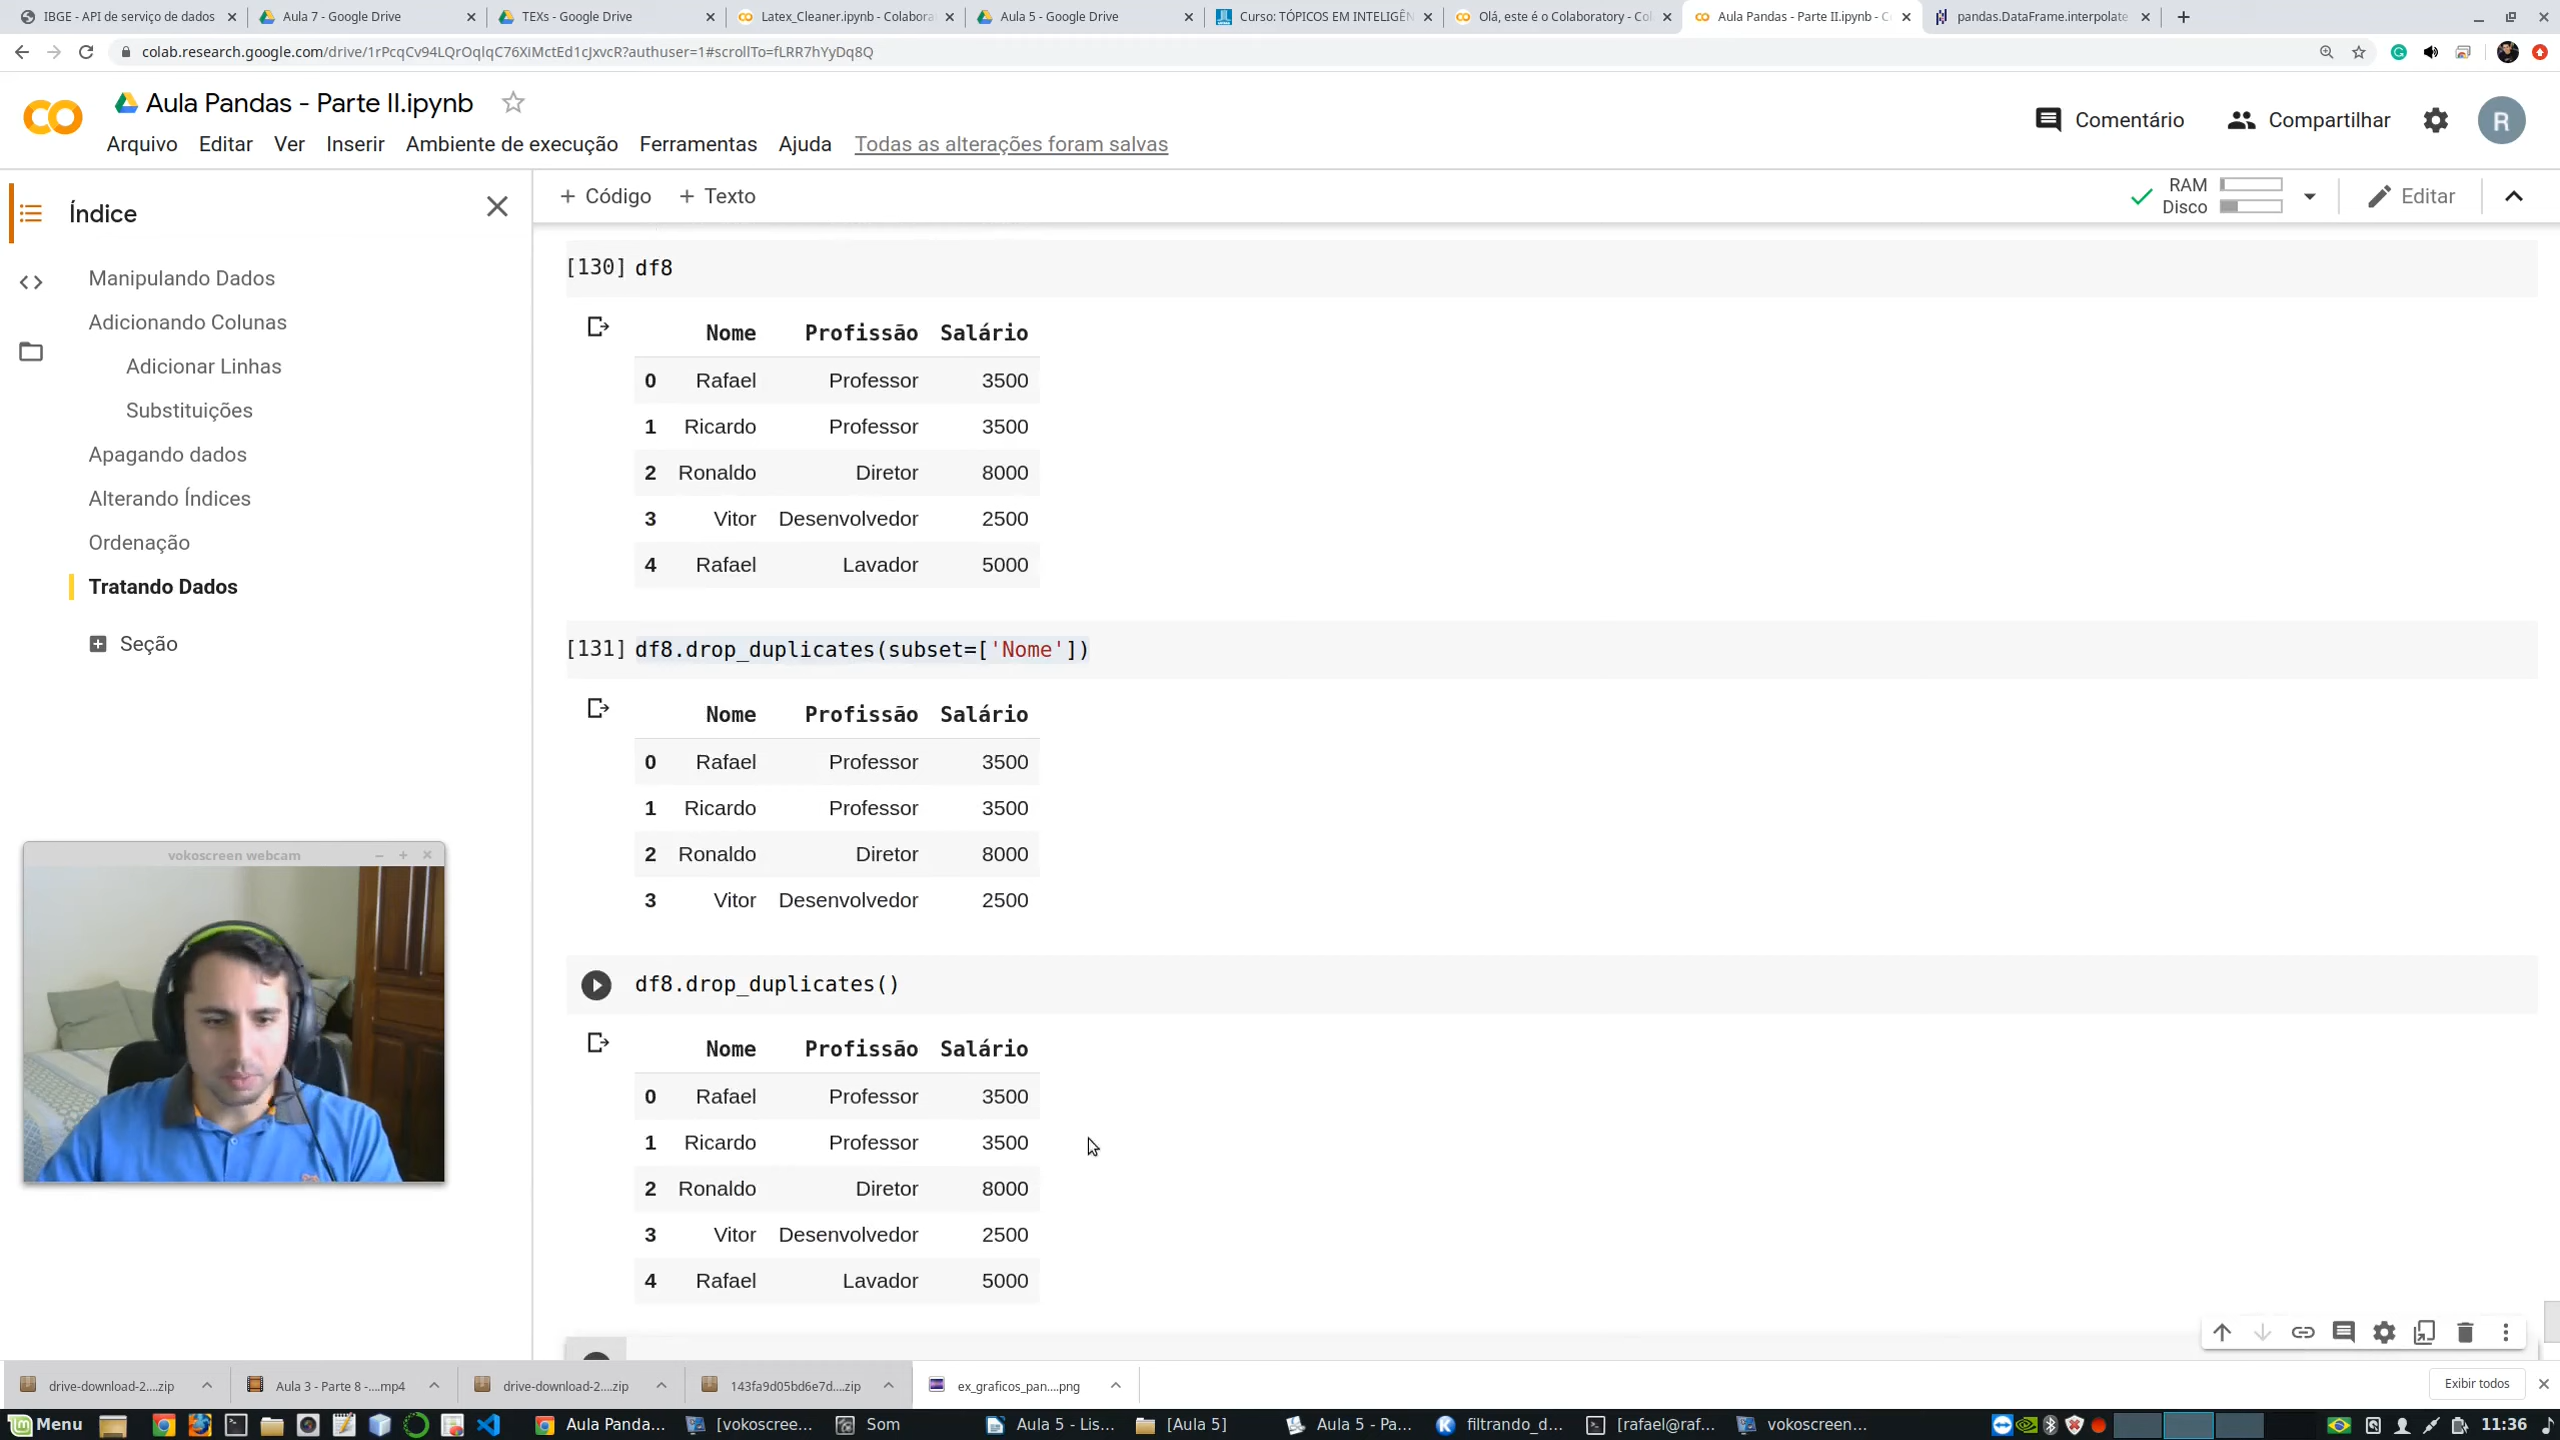 IBGE - API de serviço de dados
Aula 7 - Google Drive
TEXs - Google Drive
Latex_Cleaner.ipynb - Colabora
Aula 5 - Google Drive
Curso: TÓPICOS EM INTELIGÊN
Olá, este é o Colaboratory - Col
Aula Pandas - Parte II.ipynb - C
pandas.DataFrame.interpolate
colab.research.google.com/drive/1rPcqCv94LQrOqlqC76XiMctEd1cJxvcR?authuser=1#scrollTo=fLRR7hYyDq8Q
CO
Aula Pandas - Parte II.ipynb
Comentário
Compartilhar
R
Arquivo Editar Ver Inserir Ambiente de execução Ferramentas Ajuda Todas as alterações foram salvas
Índice
+ Código + Texto
RAM
Disco
Editar
Manipulando Dados
Adicionando Colunas
Adicionar Linhas
Substituições
Apagando dados
Alterando Índices
Ordenação
Tratando Dados
Seção
[130] df8
Nome Profissão Salário
0 Rafael Professor 3500
1 Ricardo Professor 3500
2 Ronaldo Diretor 8000
3 Vitor Desenvolvedor 2500
4 Rafael Lavador 5000
[131] df8.drop_duplicates(subset=['Nome'])
Nome Profissão Salário
0 Rafael Professor 3500
1 Ricardo Professor 3500
2 Ronaldo Diretor 8000
3 Vitor Desenvolvedor 2500
df8.drop_duplicates()
Nome Profissão Salário
0 Rafael Professor 3500
1 Ricardo Professor 3500
2 Ronaldo Diretor 8000
3 Vitor Desenvolvedor 2500
4 Rafael Lavador 5000
vokoscreen webcam
drive-download-2....zip
Aula 3 - Parte 8 -....mp4
drive-download-2....zip
143fa9d05bd6e7d....zip
ex_graficos_pan....png
Exibir todos
Menu
Aula Panda...
[vokoscree...
Som
Aula 5 - Lis...
[Aula 5]
Aula 5 - Pa...
filtrando_d...
[rafael@raf...
vokoscreen...
11:36